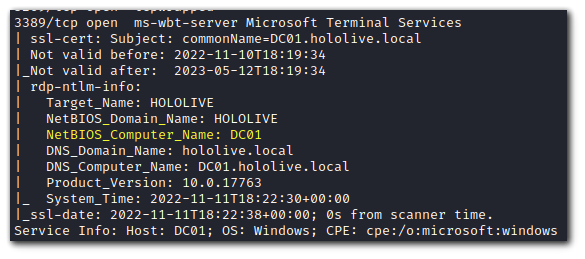 3389/tcp open  ms-wbt-server Microsoft Terminal Services
| ssl-cert: Subject: commonName=DC01.hololive.local
| Not valid before: 2022-11-10T18:19:34
|_Not valid after:  2023-05-12T18:19:34
| rdp-ntlm-info:
|   Target_Name: HOLOLIVE
|   NetBIOS_Domain_Name: HOLOLIVE
|   NetBIOS_Computer_Name: DC01
|   DNS_Domain_Name: hololive.local
|   DNS_Computer_Name: DC01.hololive.local
|   Product_Version: 10.0.17763
|_  System_Time: 2022-11-11T18:22:30+00:00
|_ssl-date: 2022-11-11T18:22:38+00:00; 0s from scanner time.
Service Info: Host: DC01; OS: Windows; CPE: cpe:/o:microsoft:windows